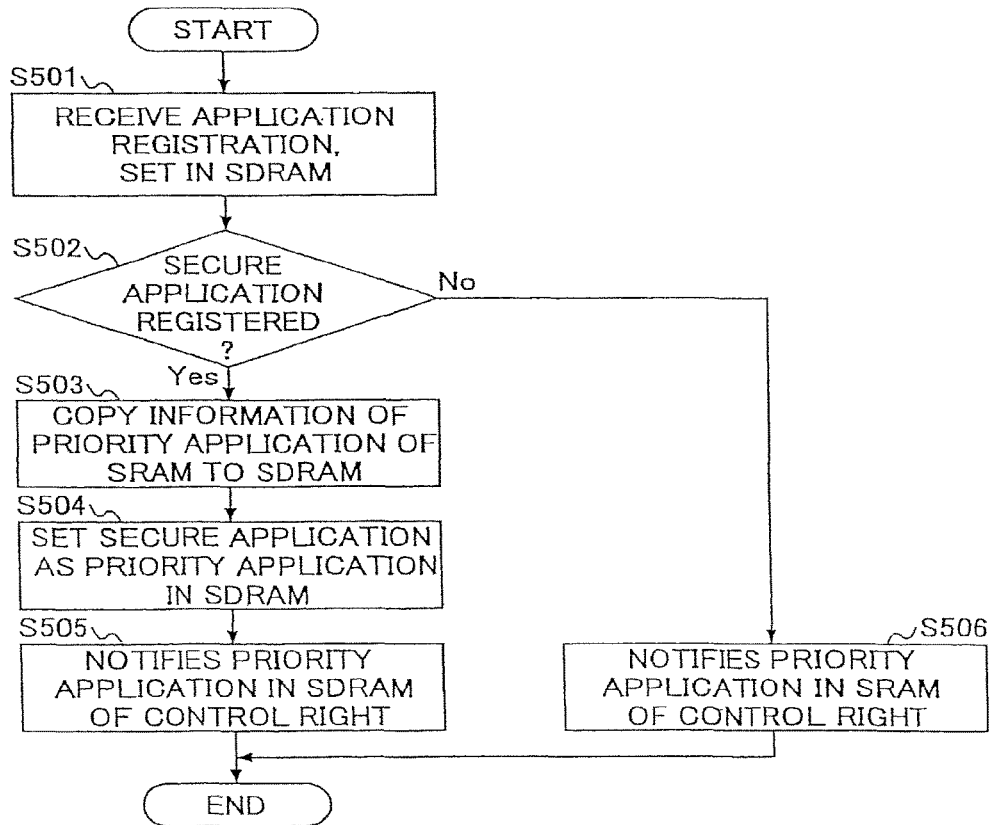 START
S501
RECEIVE APPLICATION
REGISTRATION,
SET IN SDRAM
S502
SECURE
APPLICATION
REGISTERED
?
No
Yes
S503
COPY INFORMATION OF
PRIORITY APPLICATION OF
SRAM TO SDRAM
S504
SET SECURE APPLICATION
AS PRIORITY APPLICATION
IN SDRAM
S505
NOTIFIES PRIORITY
APPLICATION IN SDRAM
OF CONTROL RIGHT
S506
NOTIFIES PRIORITY
APPLICATION IN SRAM
OF CONTROL RIGHT
END